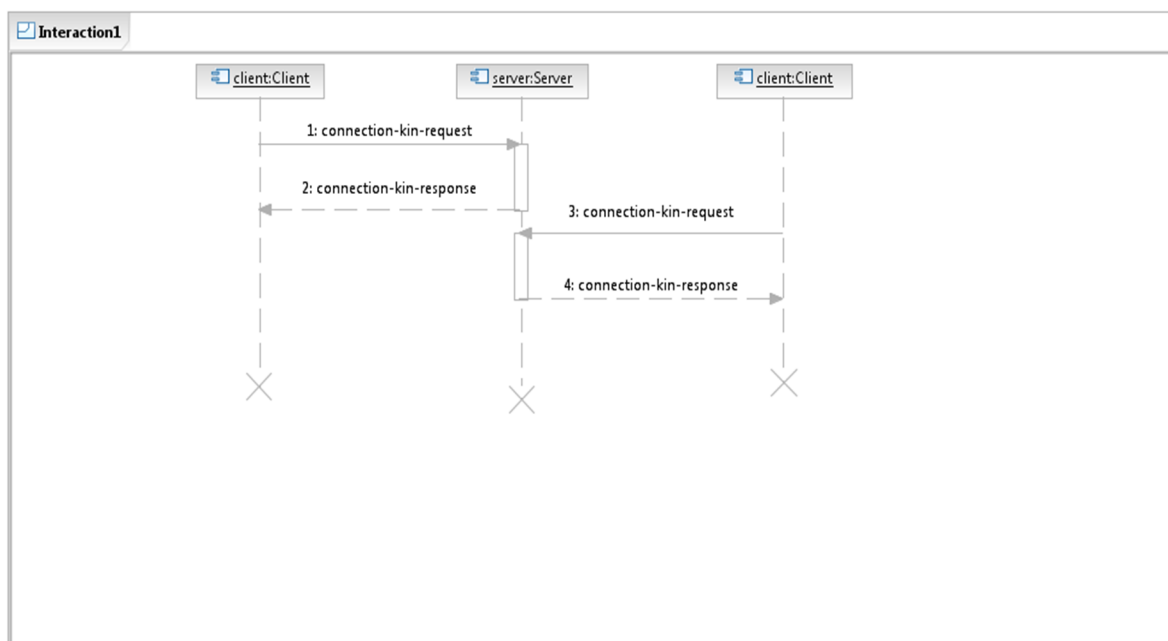 Interaction1
client:Client
server:Server
client:Client
1: connection-kin-request
2: connection-kin-response
3: connection-kin-request
4: connection-kin-response